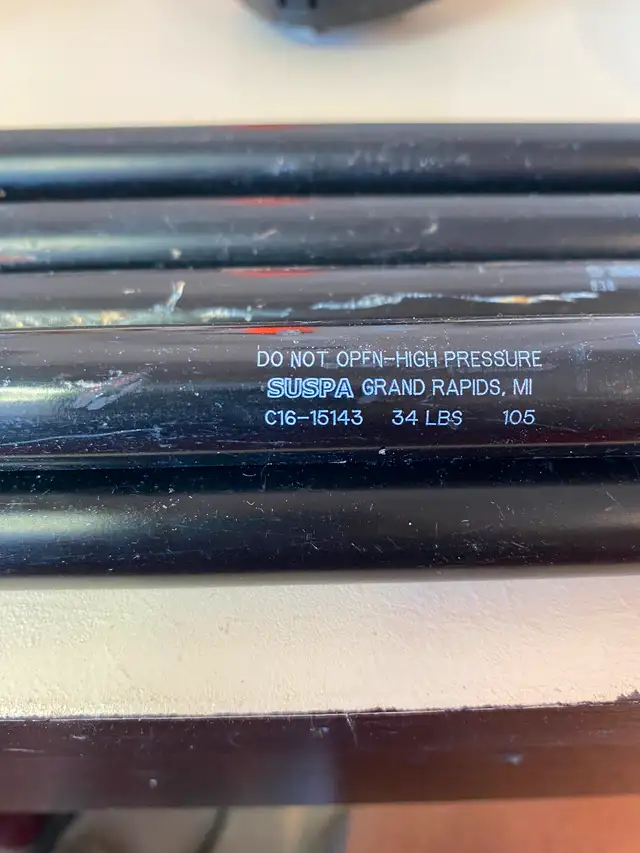 DO NOT OPEN-HIGH PRESSURE
SUSPA GRAND RAPIDS, MI
C16-15143 34 LBS 105